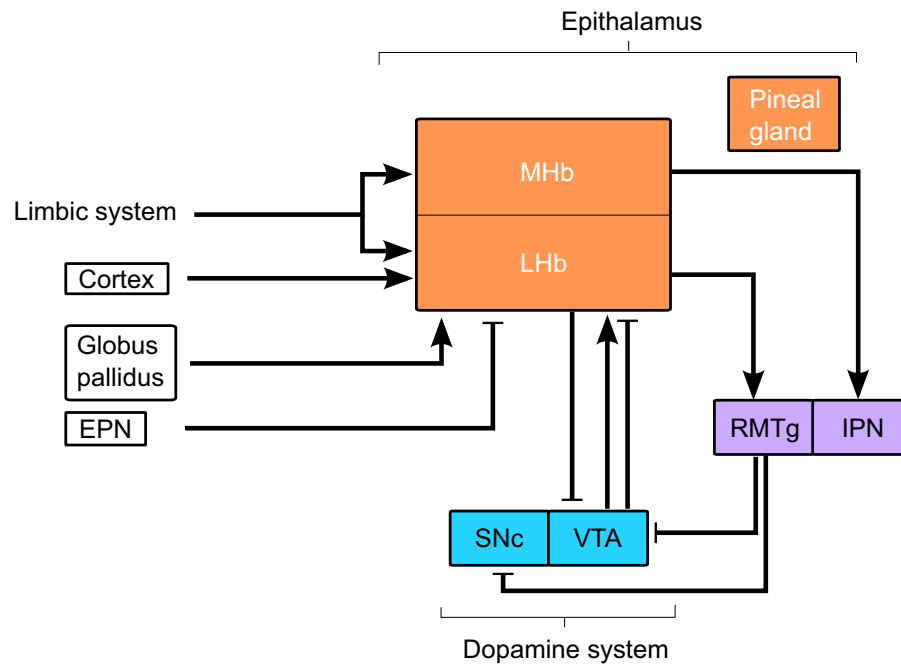 Epithalamus
Pineal
gland
MHb
Limbic system
LHb
Cortex
Globus
pallidus
EPN
RMTg
IPN
SNc
VTA
Dopamine system